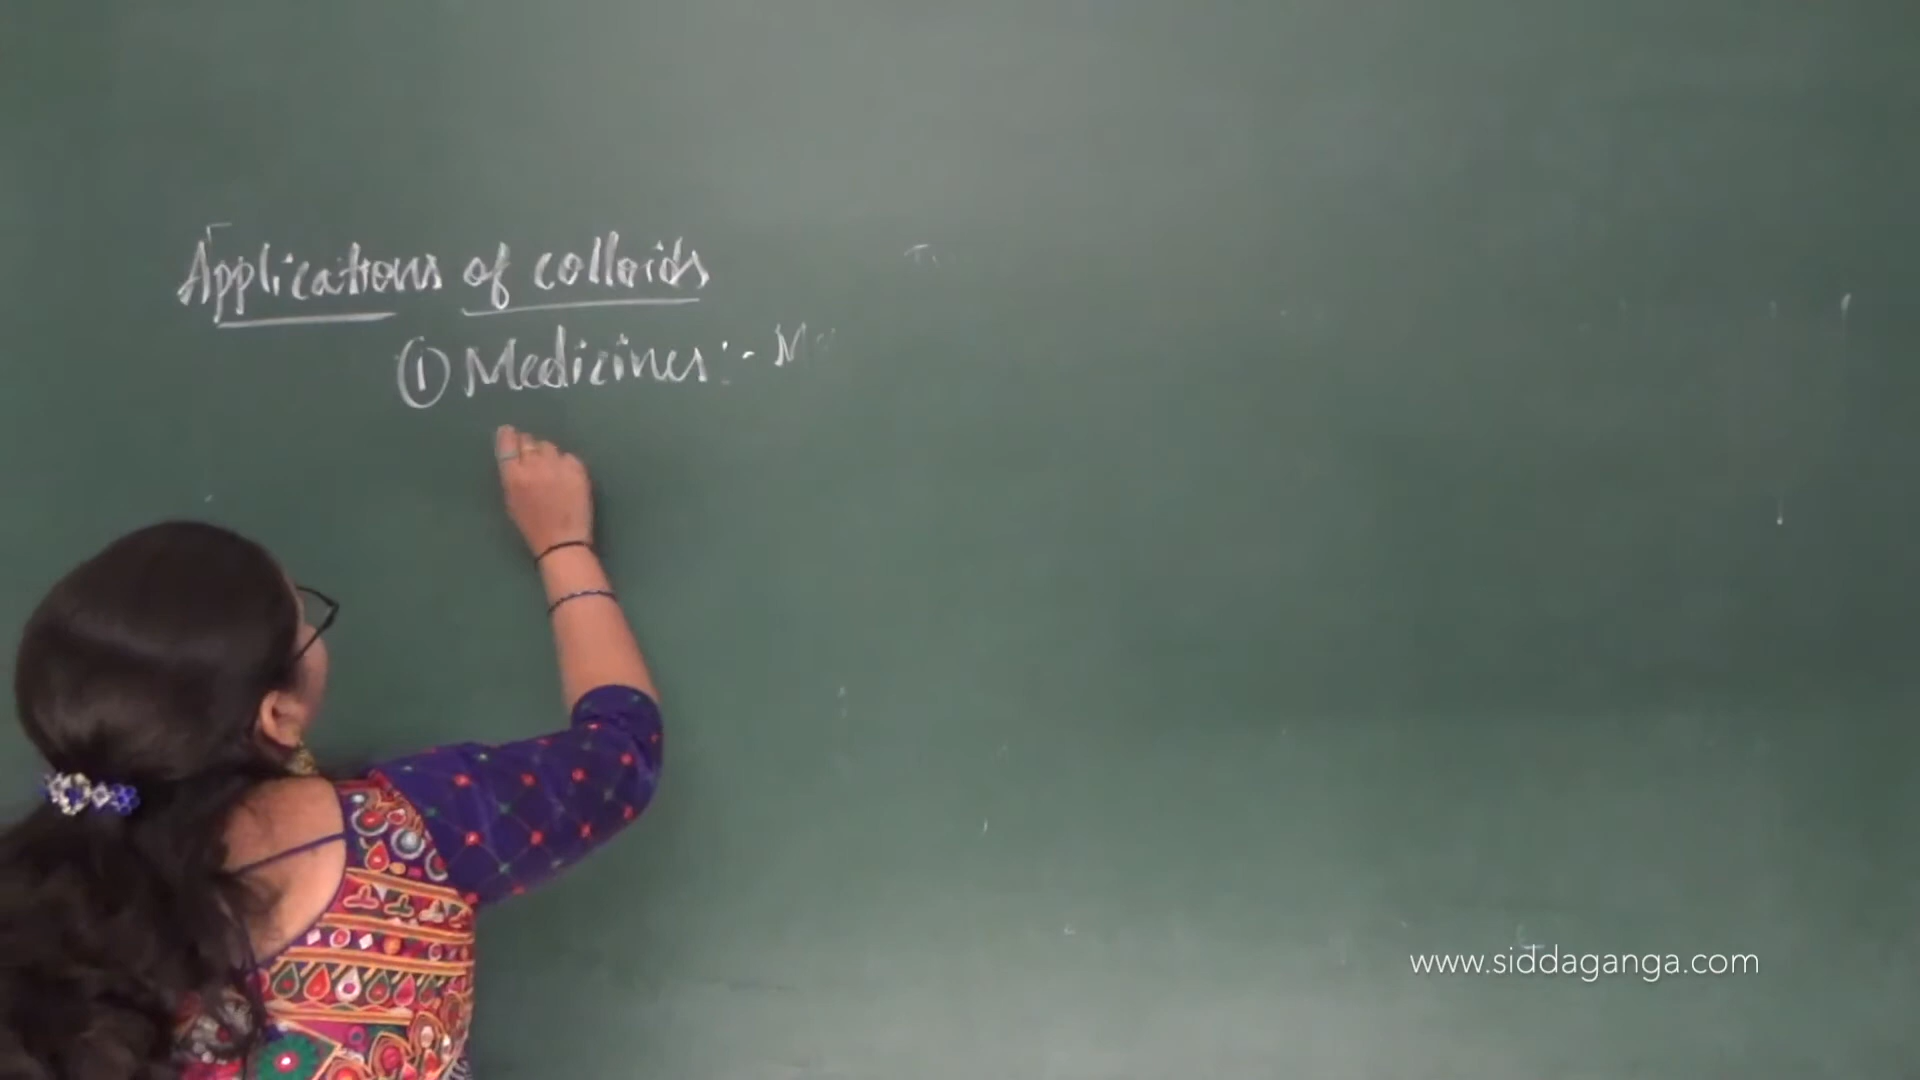 Applications of colloids
① Medicines :- M
www.siddaganga.com